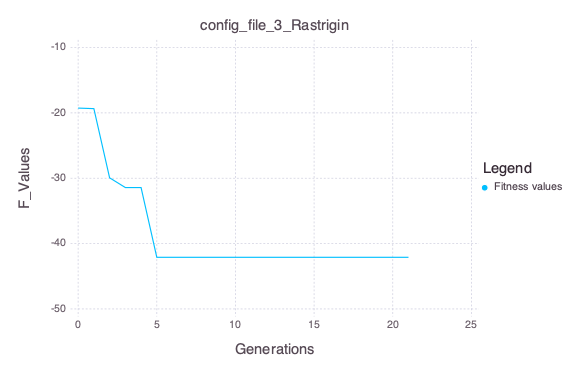 config_file_3_Rastrigin
-10
-20
-30
-40
-50
F_Values
0 5 10 15 20 25
Generations
Legend
Fitness values